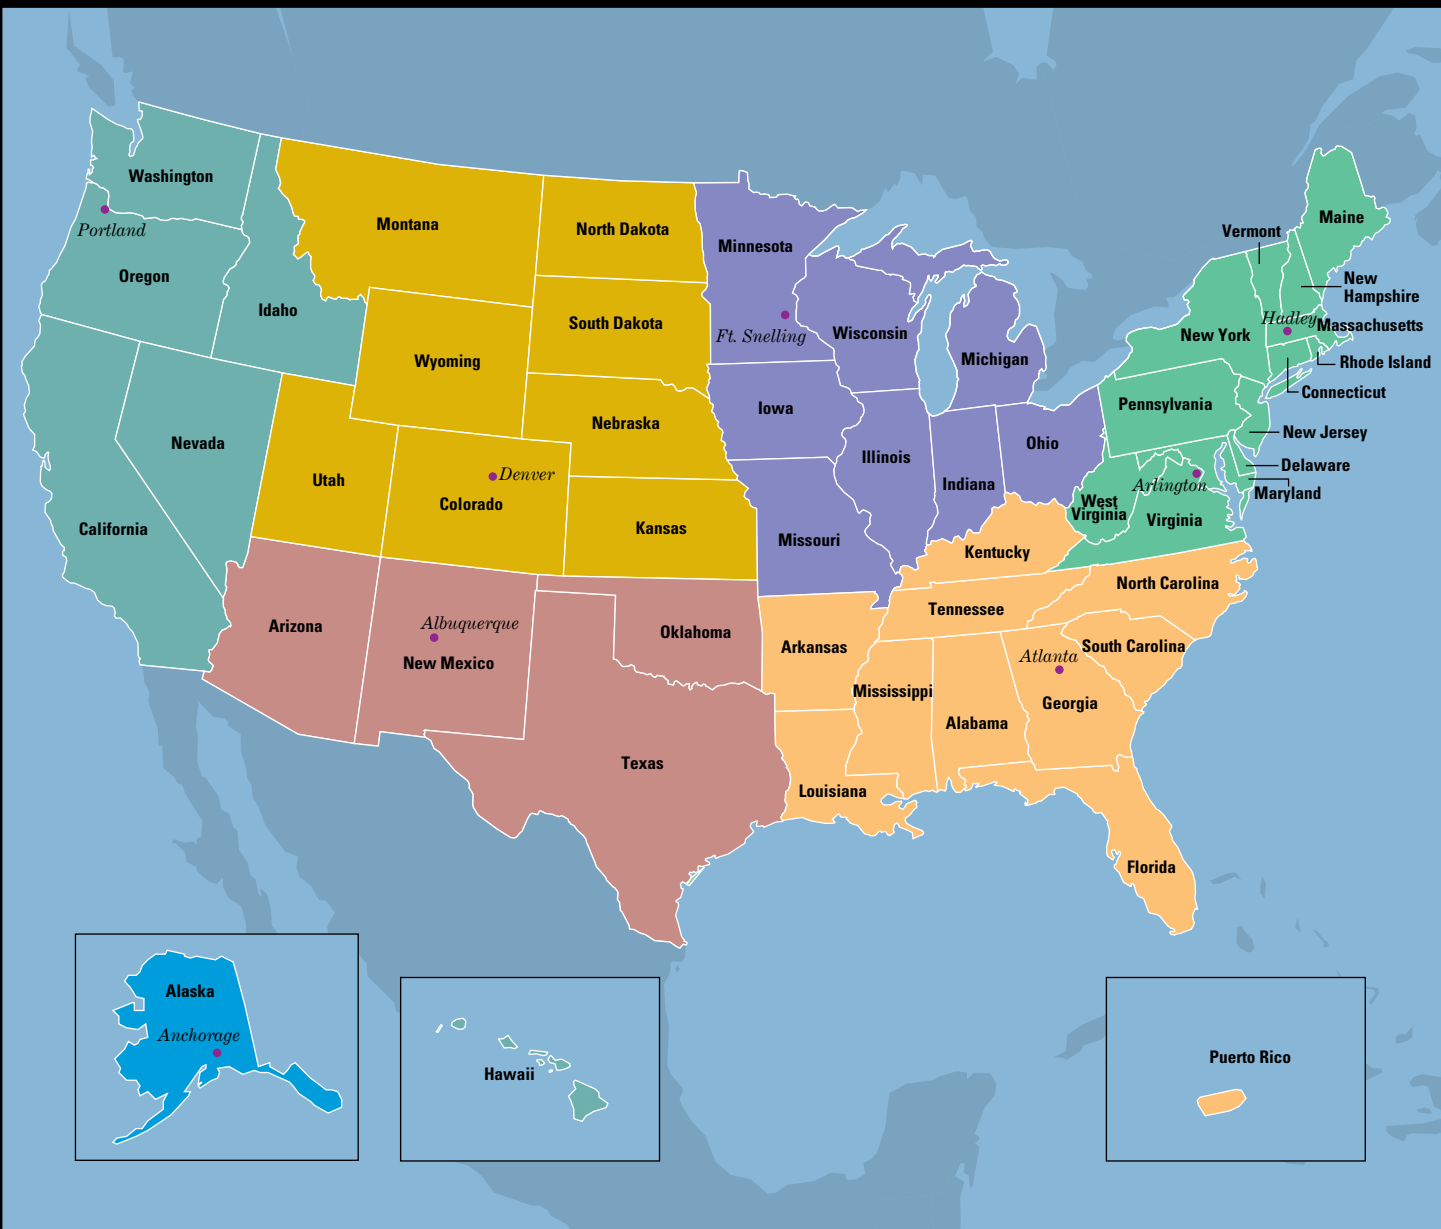 Washington
Portland
Oregon
Idaho
Montana
North Dakota
South Dakota
Wyoming
Nebraska
Nevada
Utah
Denver
Colorado
Kansas
California
Minnesota
Ft. Snelling
Wisconsin
Michigan
Iowa
Illinois
Indiana
Ohio
Missouri
Maine
Vermont
New
Hampshire
Hadley
Massachusetts
New York
Rhode Island
Connecticut
Pennsylvania
New Jersey
Delaware
Maryland
Arlington
West
Virginia
Virginia
Kentucky
North Carolina
Tennessee
South Carolina
Arizona
Albuquerque
New Mexico
Oklahoma
Arkansas
Atlanta
Mississippi
Georgia
Alabama
Texas
Louisiana
Florida
Alaska
Anchorage
Hawaii
Puerto Rico